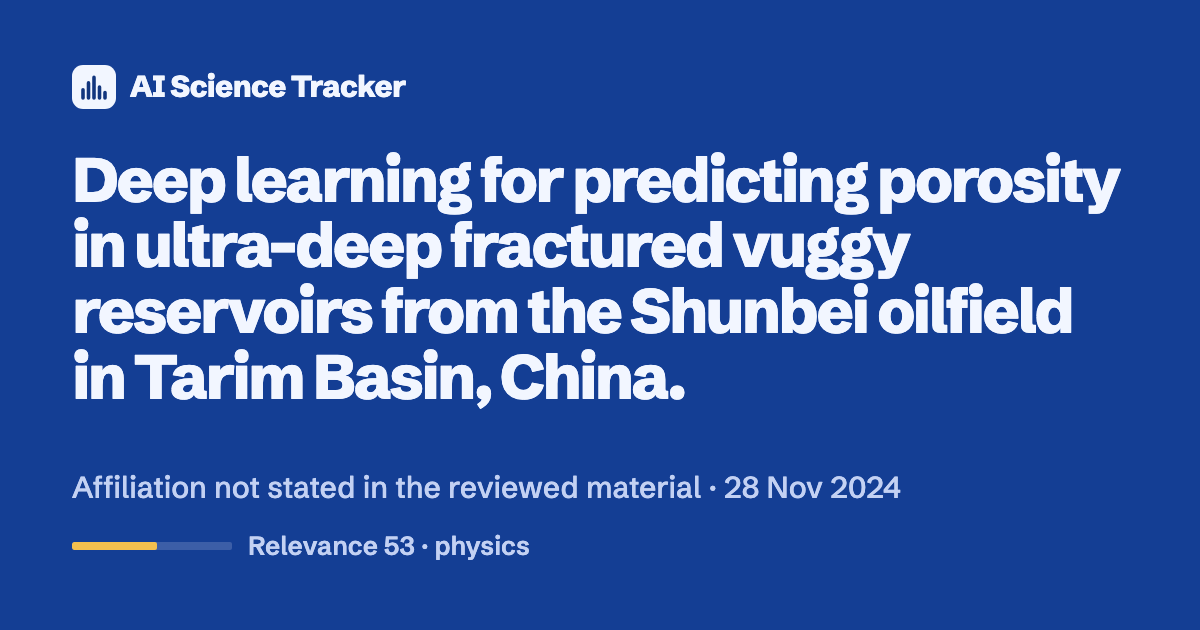 AI Science Tracker
Deep learning for predicting porosity
in ultra-deep fractured vuggy
reservoirs from the Shunbei oilfield
in Tarim Basin, China.
Affiliation not stated in the reviewed material · 28 Nov 2024
Relevance 53 · physics